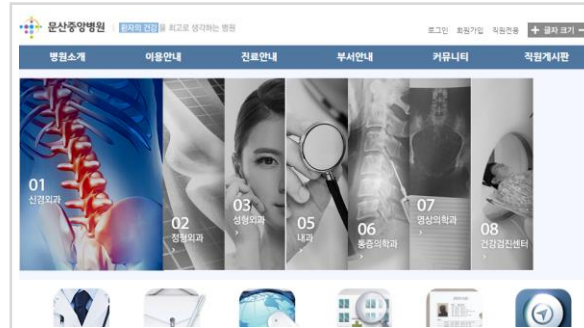 문산중앙병원 환자의 건강을 최고로 생각하는 병원
로그인 회원가입 직원전용 + 글자 크기 −
병원소개 이용안내 진료안내 부서안내 커뮤니티 직원게시판
01
신경외과
02
정형외과
03
성형외과
05
내과
06
통증의학과
07
영상의학과
08
건강검진센터